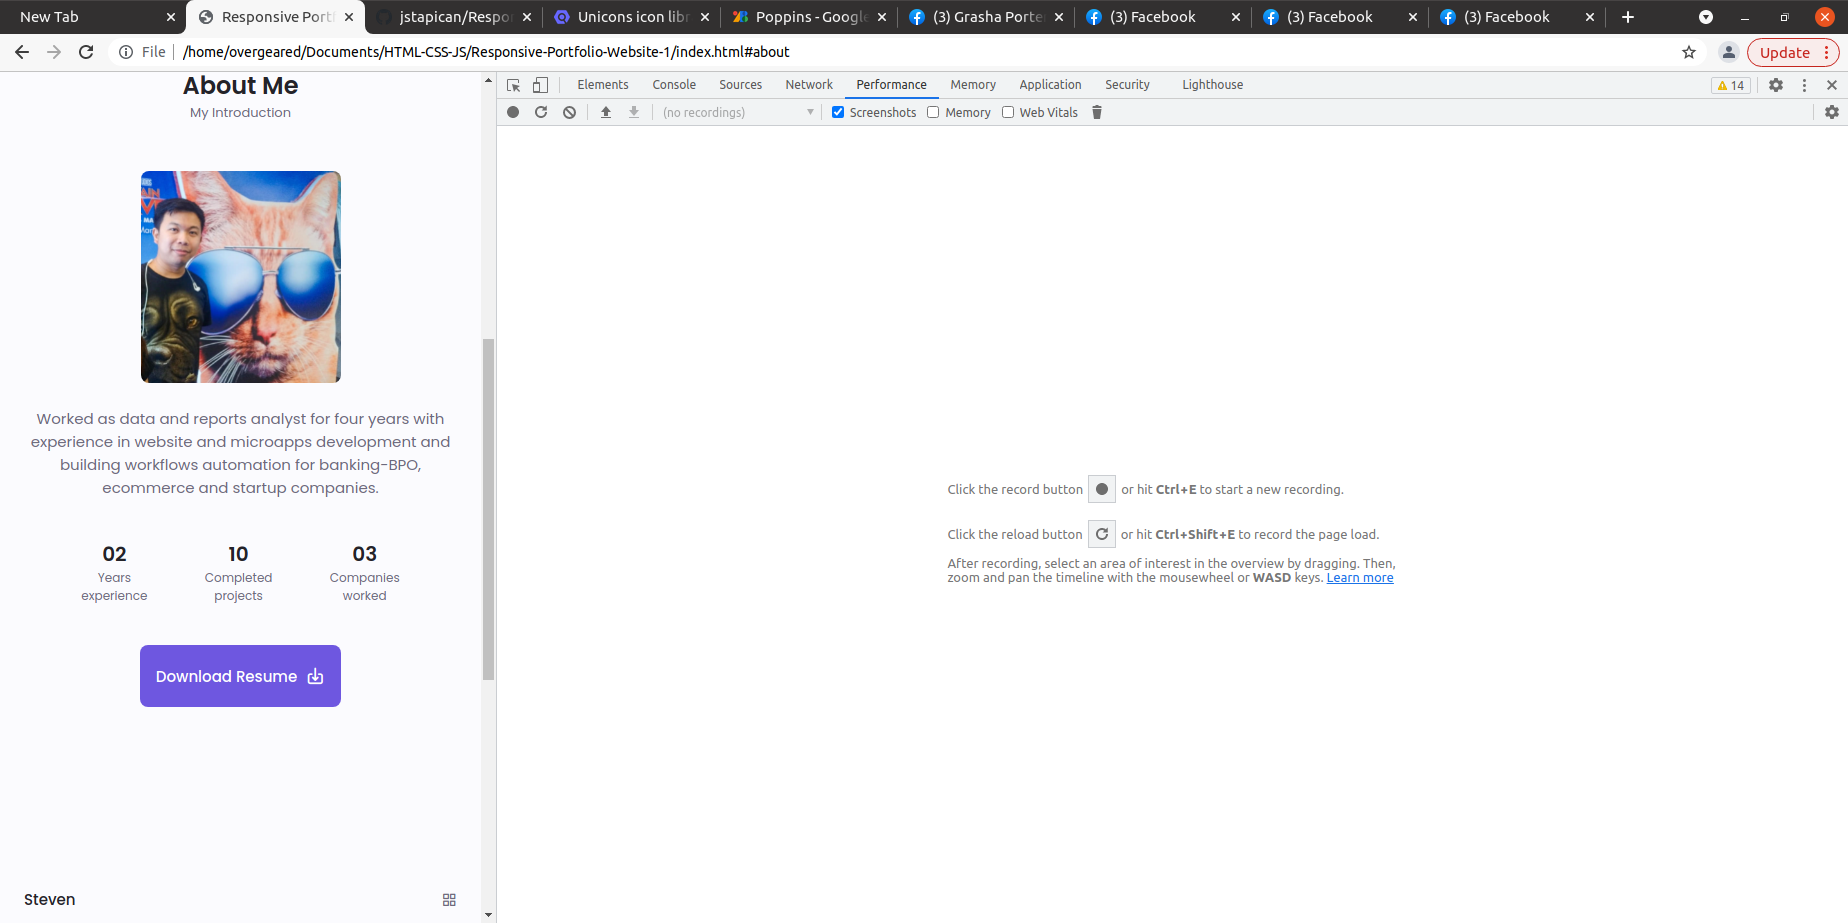 New Tab
Responsive Portf
jstapican/Respon
Unicons icon libr
Poppins - Google
(3) Grasha Porte
(3) Facebook
(3) Facebook
(3) Facebook
File
/home/overgeared/Documents/HTML-CSS-JS/Responsive-Portfolio-Website-1/index.html#about
Update
Elements
Console
Sources
Network
Performance
Memory
Application
Security
Lighthouse
14
(no recordings)
Screenshots
Memory
Web Vitals
About Me
My Introduction
Worked as data and reports analyst for four years with
experience in website and microapps development and
building workflows automation for banking-BPO,
ecommerce and startup companies.
02
Years
experience
10
Completed
projects
03
Companies
worked
Download Resume
Steven
Click the record button or hit Ctrl+E to start a new recording.
Click the reload button or hit Ctrl+Shift+E to record the page load.
After recording, select an area of interest in the overview by dragging. Then,
zoom and pan the timeline with the mousewheel or WASD keys. Learn more